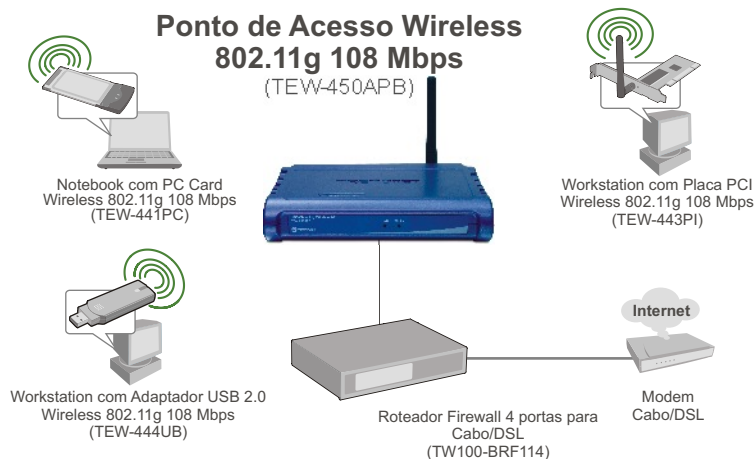 Ponto de Acesso Wireless
802.11g 108 Mbps
(TEW-450APB)
Notebook com PC Card
Wireless 802.11g 108 Mbps
(TEW-441PC)
Workstation com Placa PCI
Wireless 802.11g 108 Mbps
(TEW-443PI)
Workstation com Adaptador USB 2.0
Wireless 802.11g 108 Mbps
(TEW-444UB)
Roteador Firewall 4 portas para
Cabo/DSL
(TW100-BRF114)
Internet
Modem
Cabo/DSL